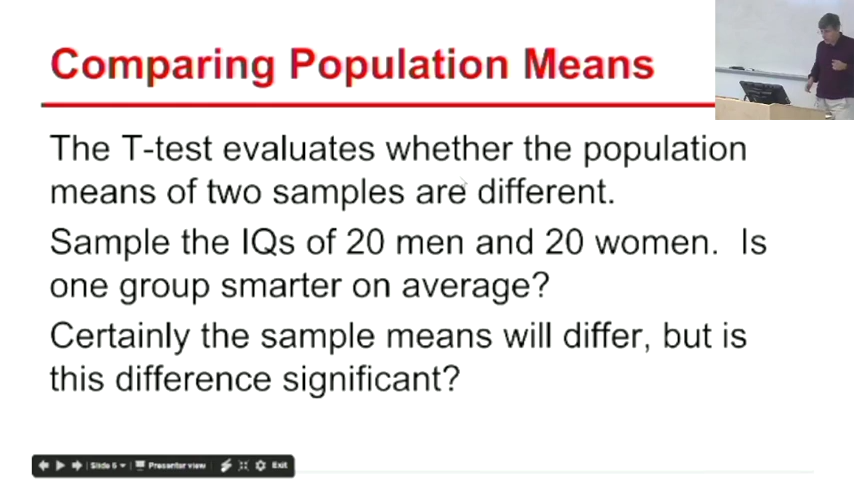 Comparing Population Means
The T-test evaluates whether the population
means of two samples are different.
Sample the IQs of 20 men and 20 women. Is
one group smarter on average?
Certainly the sample means will differ, but is
this difference significant?
Slide 5 Presenter view Exit